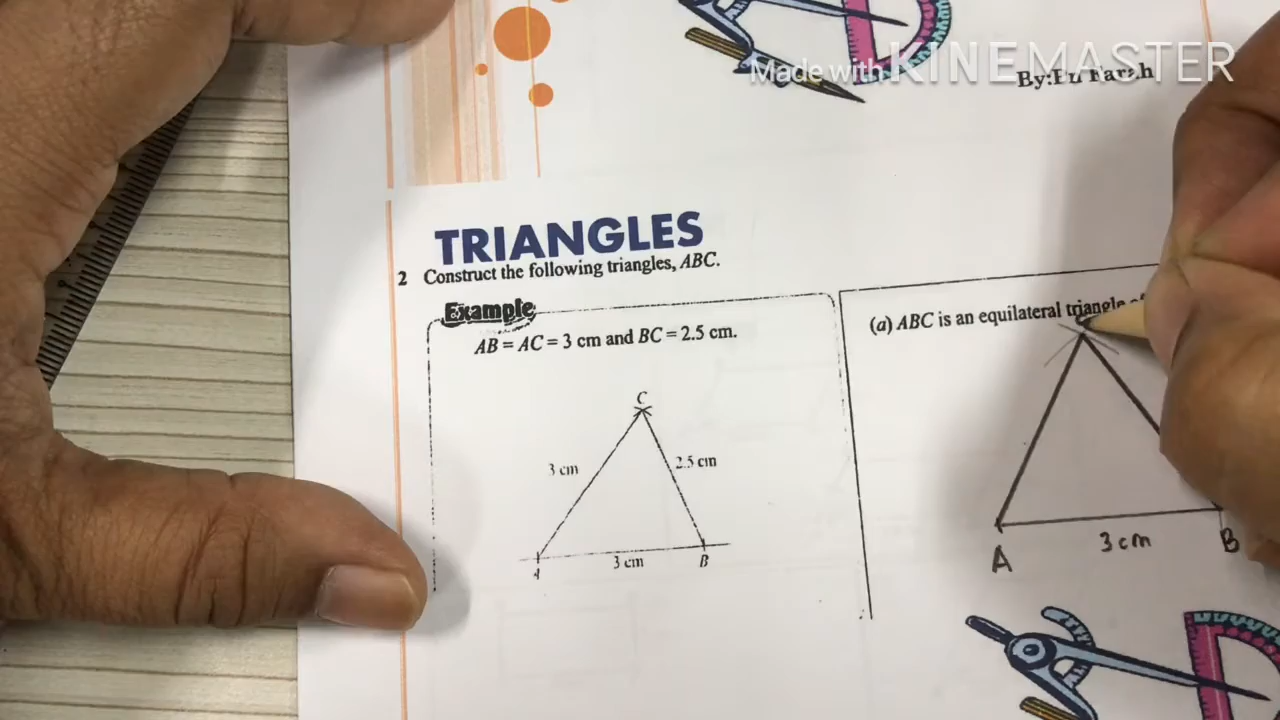 Made with KINEMASTER
By:
TRIANGLES
2 Construct the following triangles, ABC.
Example
AB = AC = 3 cm and BC = 2.5 cm.
C
3 cm
2.5 cm
A
3 cm
B
(a) ABC is an equilateral triangle
A
3 cm
B